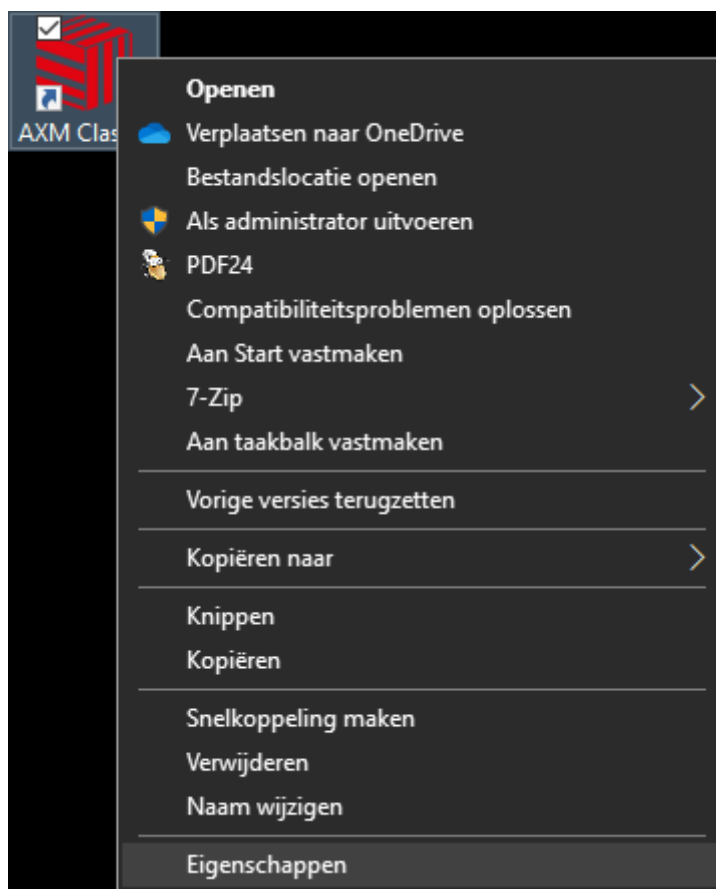 AXM Clas
Openen
Verplaatsen naar OneDrive
Bestandslocatie openen
Als administrator uitvoeren
PDF24
Compatibiliteitsproblemen oplossen
Aan Start vastmaken
7-Zip
Aan taakbalk vastmaken
Vorige versies terugzetten
Kopiëren naar
Knippen
Kopiëren
Snelkoppeling maken
Verwijderen
Naam wijzigen
Eigenschappen